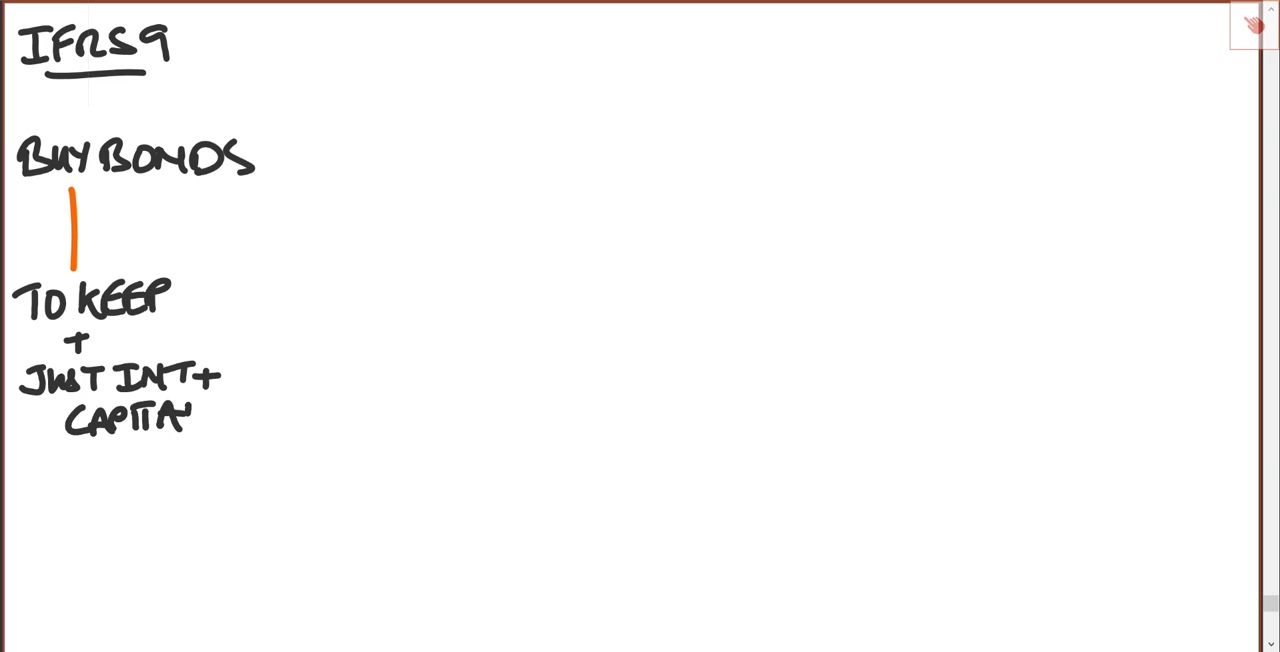 IFRS9
BUY BONDS
TO KEEP
+
JUST INT +
CAPITA